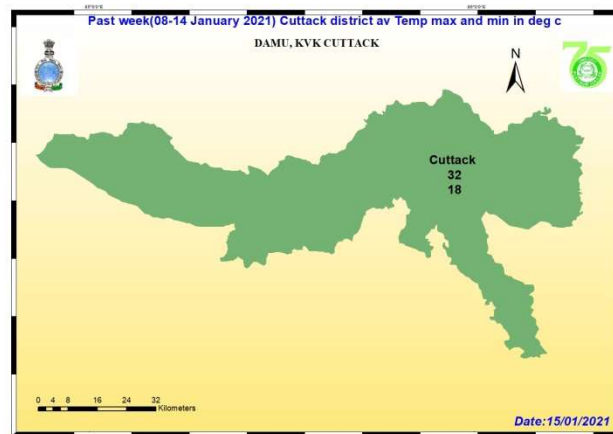 Past week(08-14 January 2021) Cuttack district av Temp max and min in deg c
DAMU, KVK CUTTACK
N
75
Cuttack
32
18
0 4 8 16 24 32
Kilometers
Date:15/01/2021